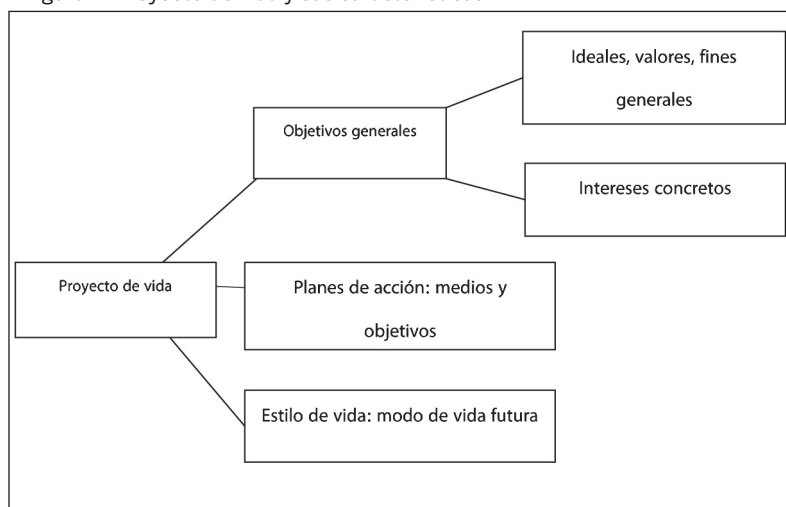 Ideales, valores, fines
generales
Objetivos generales
Intereses concretos
Proyecto de vida
Planes de acción: medios y
objetivos
Estilo de vida: modo de vida futura